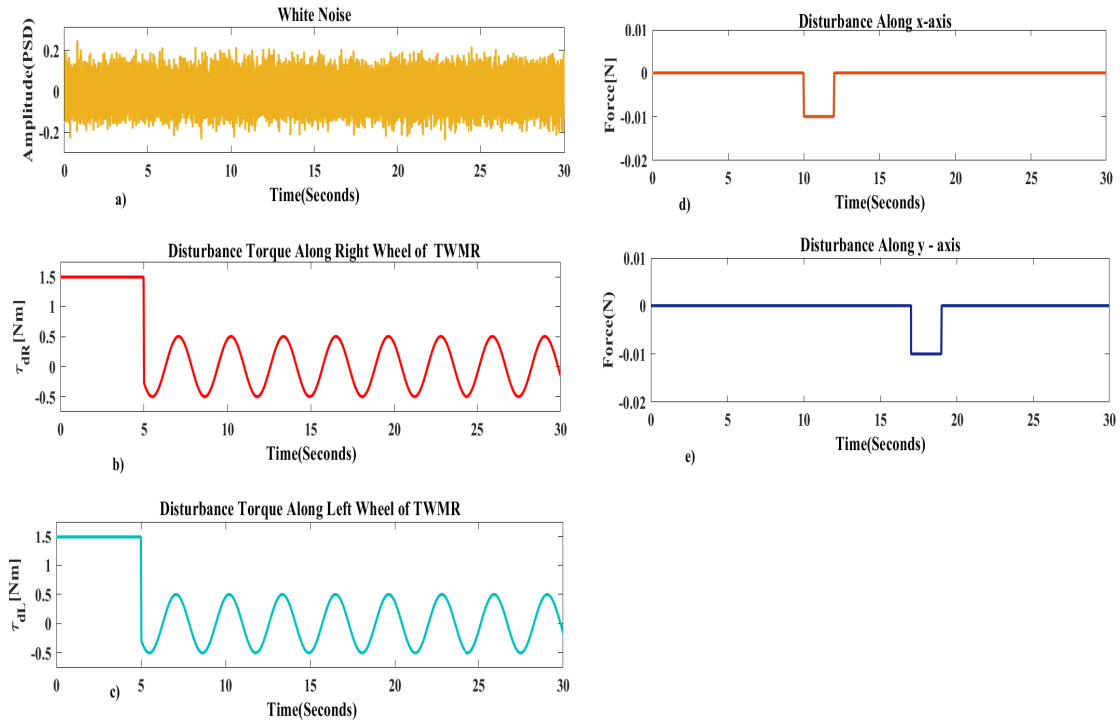 White Noise
Amplitudc(PSD)
0.2
0
-0.2
0 5 10 15 20 25 30
Time(Seconds)
a)
Disturbance Torque Along Right Wheel of TWMR
τdR[Nm]
1.5
1
0.5
0
-0.5
0 5 10 15 20 25 30
Time(Seconds)
b)
Disturbance Torque Along Left Wheel of TWMR
τdL[Nm]
1.5
1
0.5
0
-0.5
0 5 10 15 20 25 30
Time(Seconds)
c)
Disturbance Along x-axis
Force[N]
0.01
0
-0.01
-0.02
0 5 10 15 20 25 30
Time(Seconds)
d)
Disturbance Along y - axis
Force(N)
0.01
0
-0.01
-0.02
0 5 10 15 20 25 30
Time(Seconds)
e)